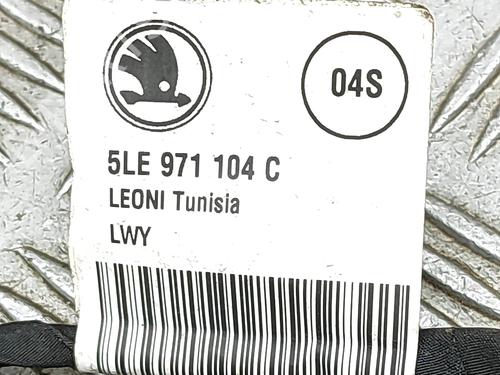 04S
5LE 971 104 C
LEONI Tunisia
LWY